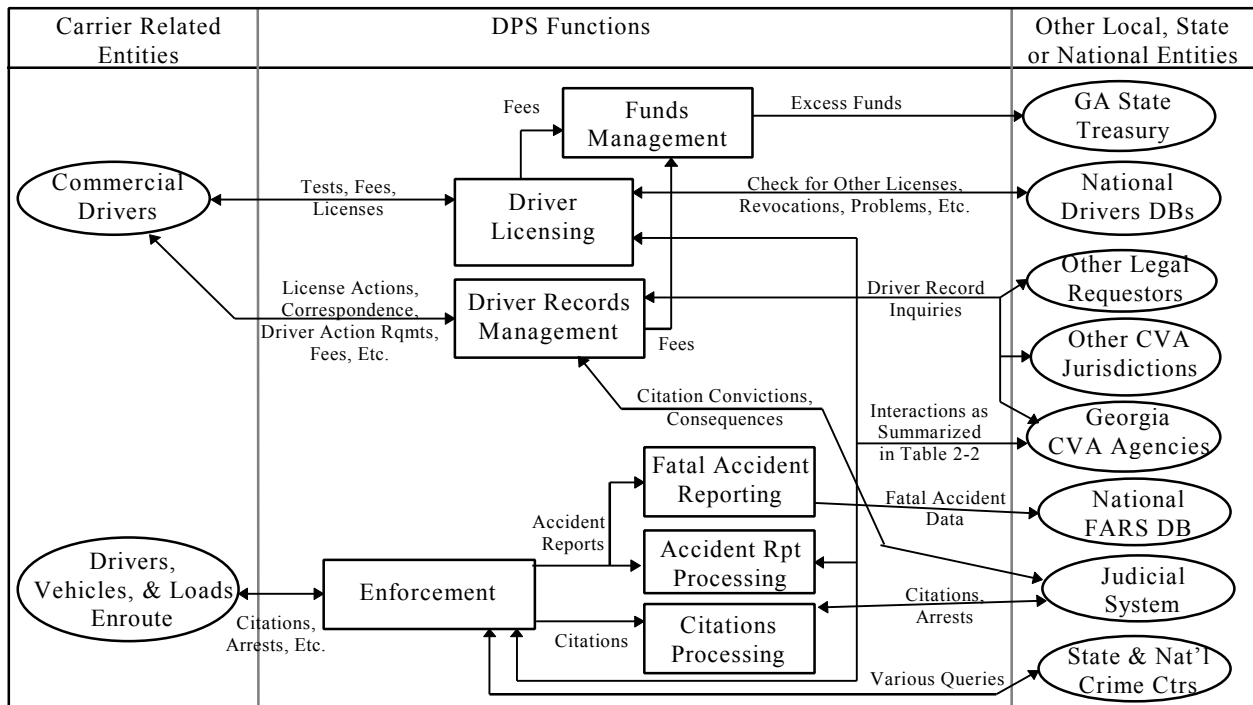 Carrier Related
Entities
DPS Functions
Other Local, State
or National Entities
Fees
Funds
Management
Excess Funds
GA State
Treasury
Commercial
Drivers
Tests, Fees,
Licenses
Driver
Licensing
Check for Other Licenses,
Revocations, Problems, Etc.
National
Drivers DBs
License Actions,
Correspondence,
Driver Action Rqmts,
Fees, Etc.
Driver Records
Management
Fees
Driver Record
Inquiries
Other Legal
Requestors
Other CVA
Jurisdictions
Citation Convictions,
Consequences
Interactions as
Summarized
in Table 2-2
Georgia
CVA Agencies
Fatal Accident
Reporting
Fatal Accident
Data
National
FARS DB
Accident
Reports
Accident Rpt
Processing
Drivers,
Vehicles, & Loads
Enroute
Citations,
Arrests, Etc.
Enforcement
Citations
Citations
Processing
Citations,
Arrests
Judicial
System
Various Queries
State & Nat'l
Crime Ctrs